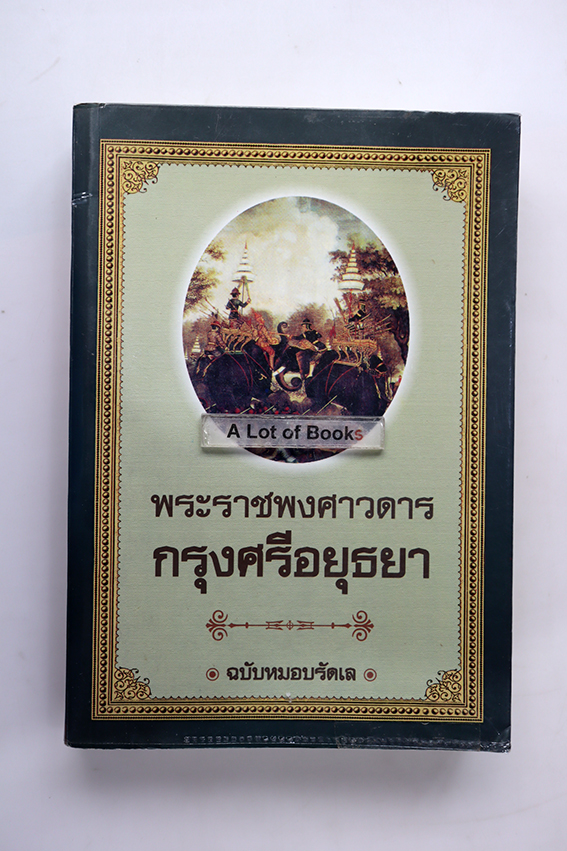 A Lot of Books
พระราชพงศาวดาร
กรุงศรีอยุธยา
ฉบับหมอบรัดเล